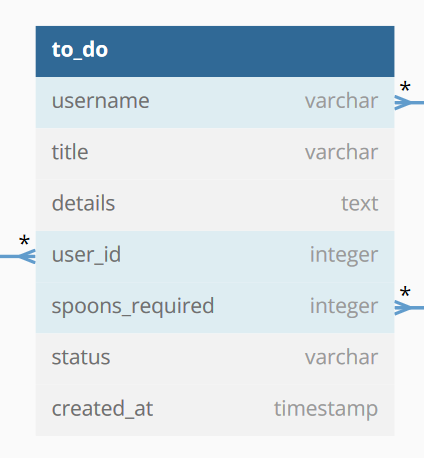 to_do
username varchar *
title varchar
details text
* user_id integer
spoons_required integer *
status varchar
created_at timestamp